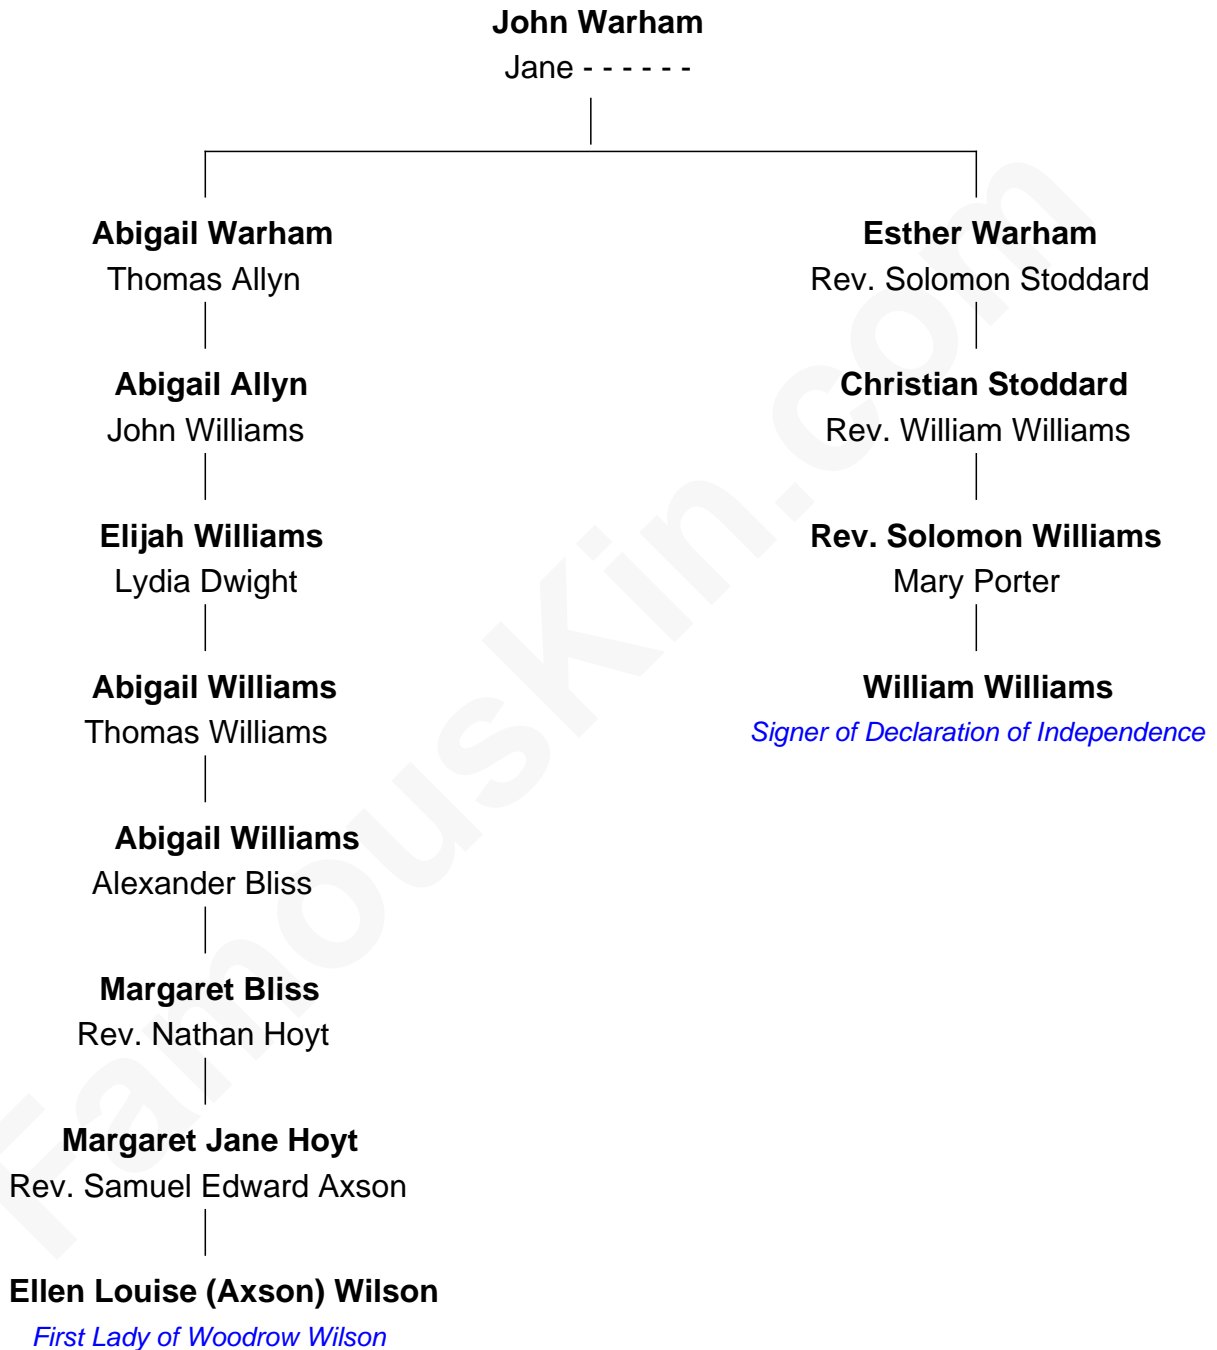 John Warham
Jane - - - - - -
Abigail Warham
Thomas Allyn
Esther Warham
Rev. Solomon Stoddard
Abigail Allyn
John Williams
Christian Stoddard
Rev. William Williams
Elijah Williams
Lydia Dwight
Rev. Solomon Williams
Mary Porter
Abigail Williams
Thomas Williams
William Williams
Signer of Declaration of Independence
Abigail Williams
Alexander Bliss
Margaret Bliss
Rev. Nathan Hoyt
Margaret Jane Hoyt
Rev. Samuel Edward Axson
Ellen Louise (Axson) Wilson
First Lady of Woodrow Wilson
FamousKin.com